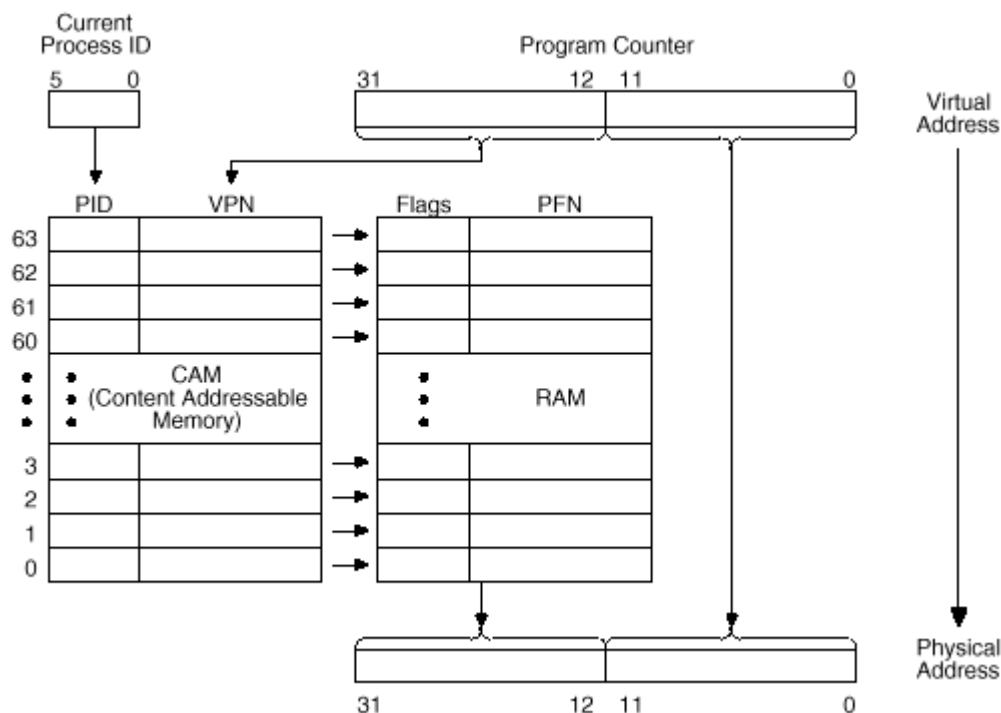 Current
Process ID
Program Counter
5 0
31 12 11 0
Virtual
Address
PID VPN Flags PFN
63
62
61
60
CAM
(Content Addressable
Memory)
RAM
3
2
1
0
Physical
Address
31 12 11 0